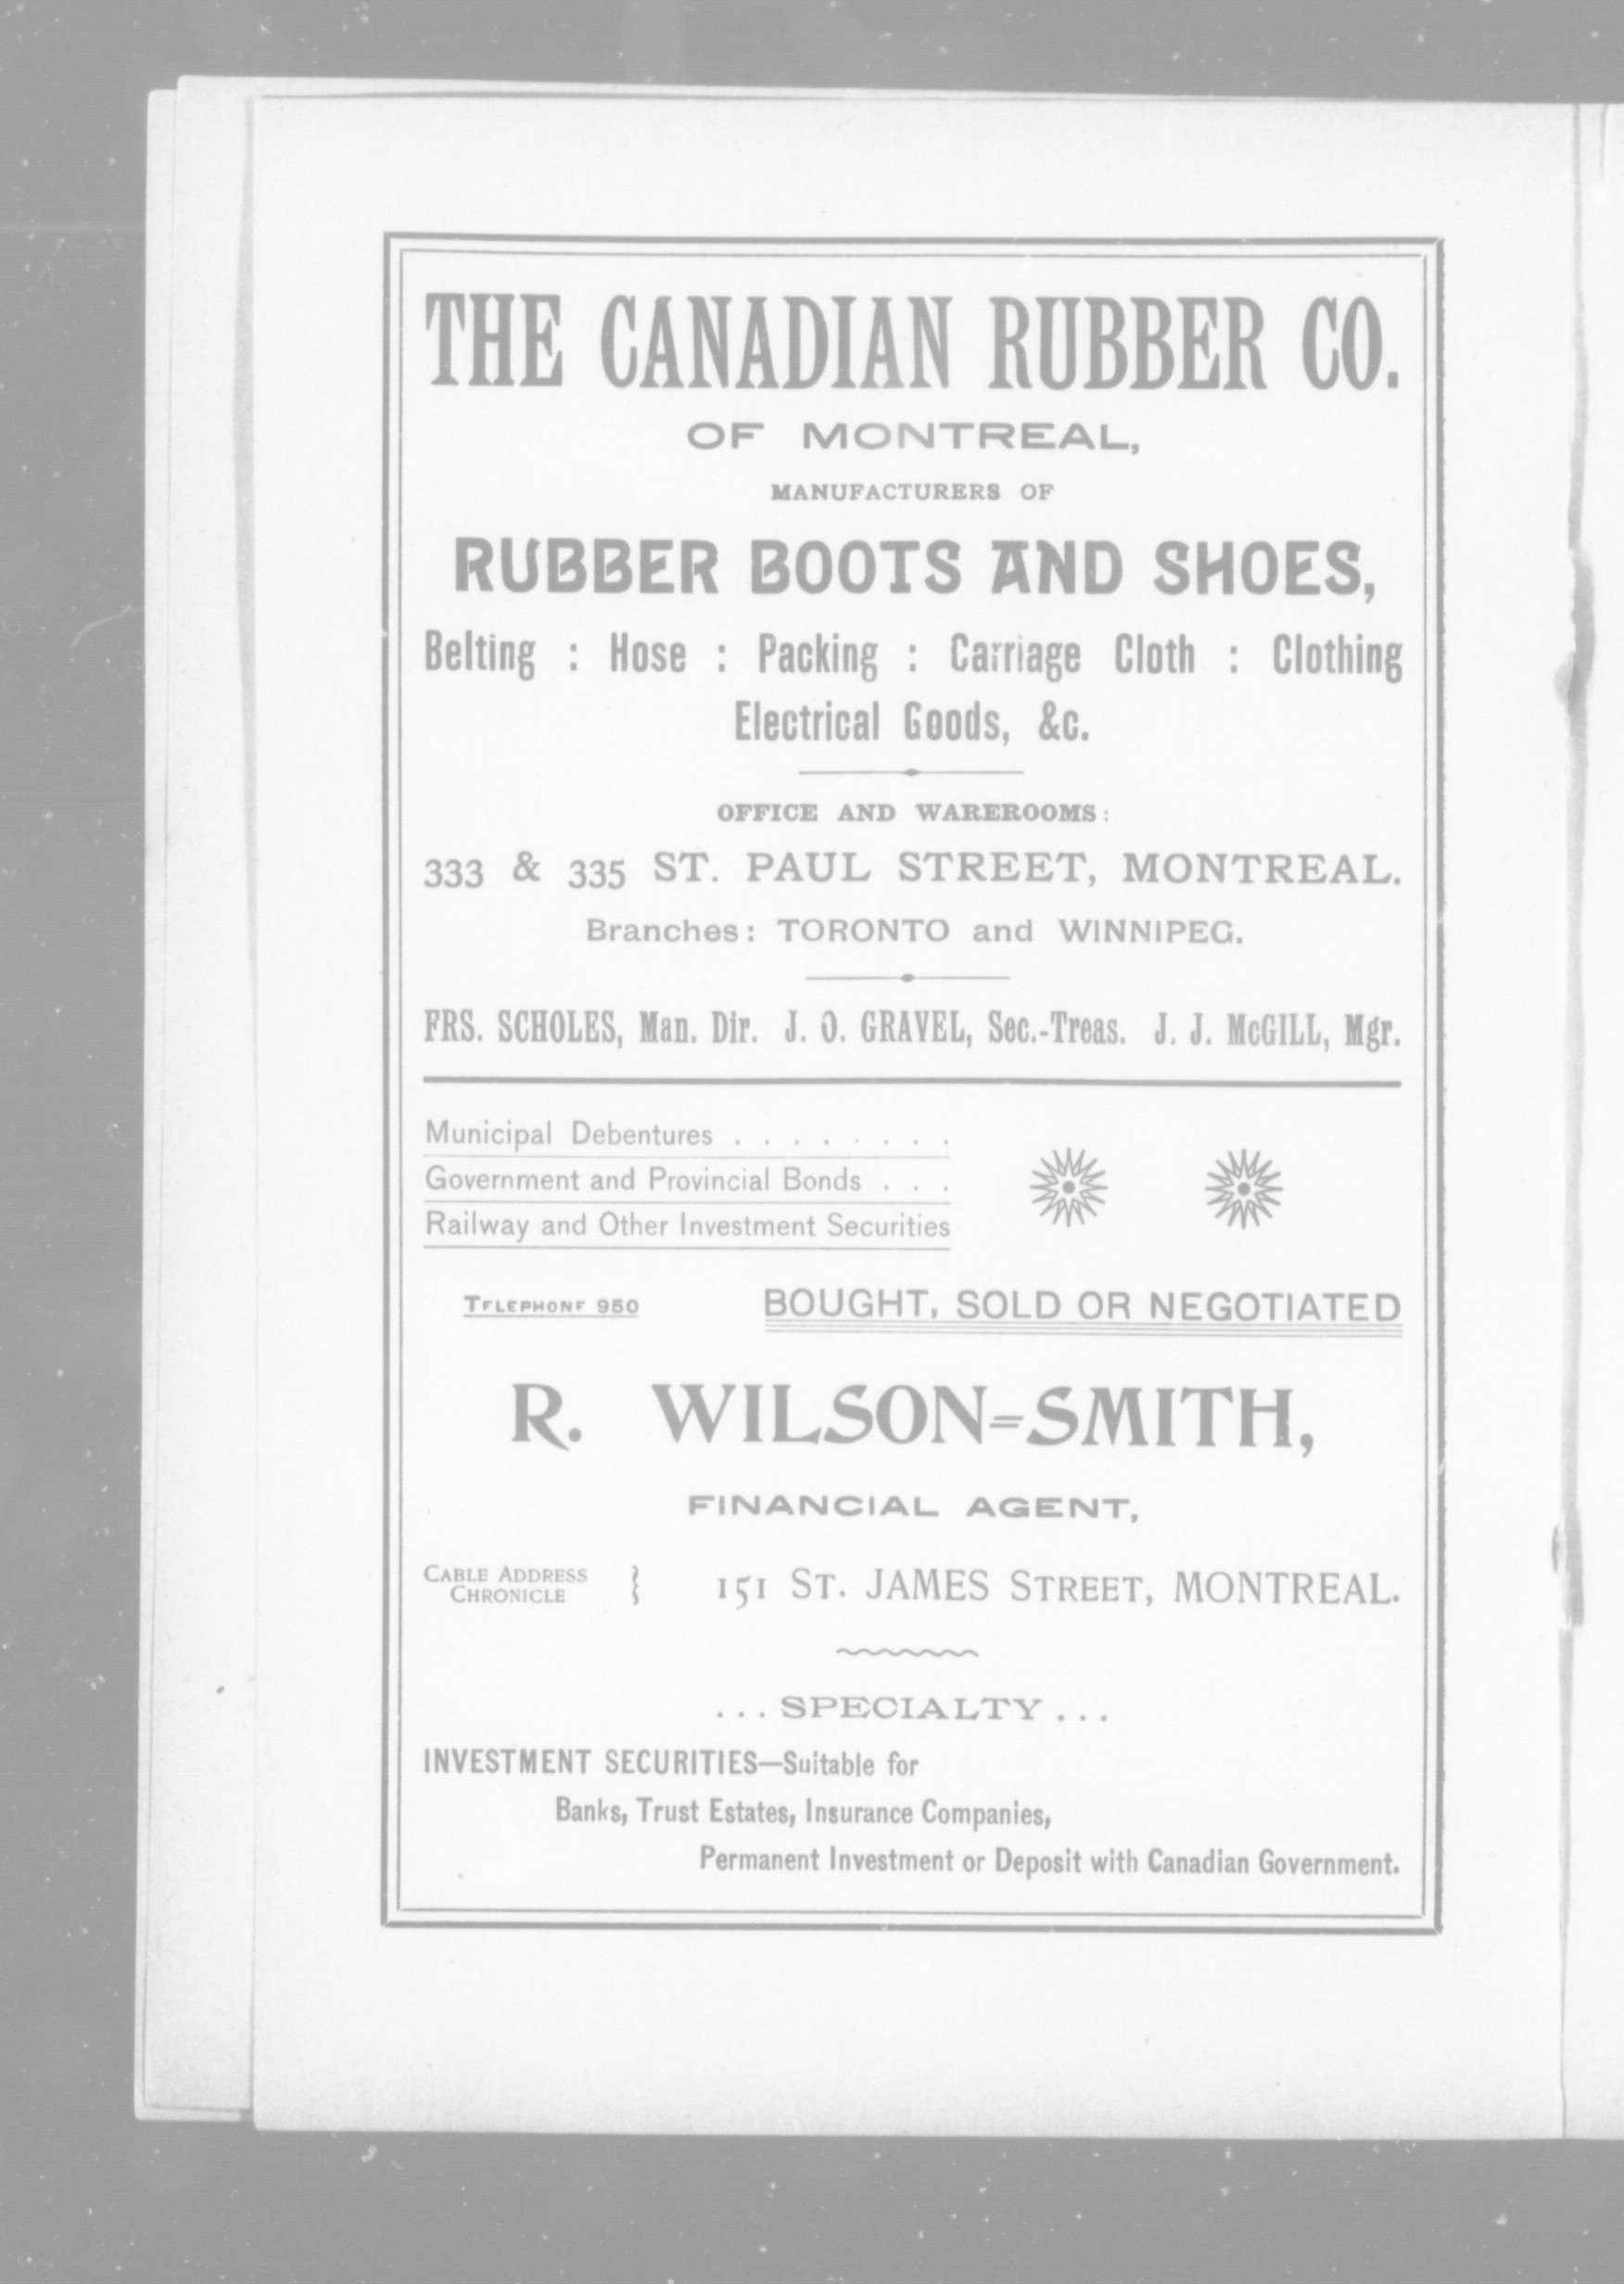 THE CANADIAN RUBBER CO.
OF MONTREAL,
MANUFACTURERS OF
RUBBER BOOTS AND SHOES,
Belting : Hose : Packing : Carriage Cloth : Clothing
Electrical Goods, &c.
OFFICE AND WAREROOMS:
333 & 335 ST. PAUL STREET, MONTREAL.
Branches: TORONTO and WINNIPEG.
FRS. SCHOLES, Man. Dir. J. O. GRAVEL, Sec.-Treas. J. J. McGILL, Mgr.
Municipal Debentures . . . . . . . .
Government and Provincial Bonds . . .
Railway and Other Investment Securities
TELEPHONE 950 BOUGHT, SOLD OR NEGOTIATED
R. WILSON=SMITH,
FINANCIAL AGENT,
CABLE ADDRESS
CHRONICLE } 151 ST. JAMES STREET, MONTREAL.
. . . SPECIALTY . . .
INVESTMENT SECURITIES—Suitable for
Banks, Trust Estates, Insurance Companies,
Permanent Investment or Deposit with Canadian Government.